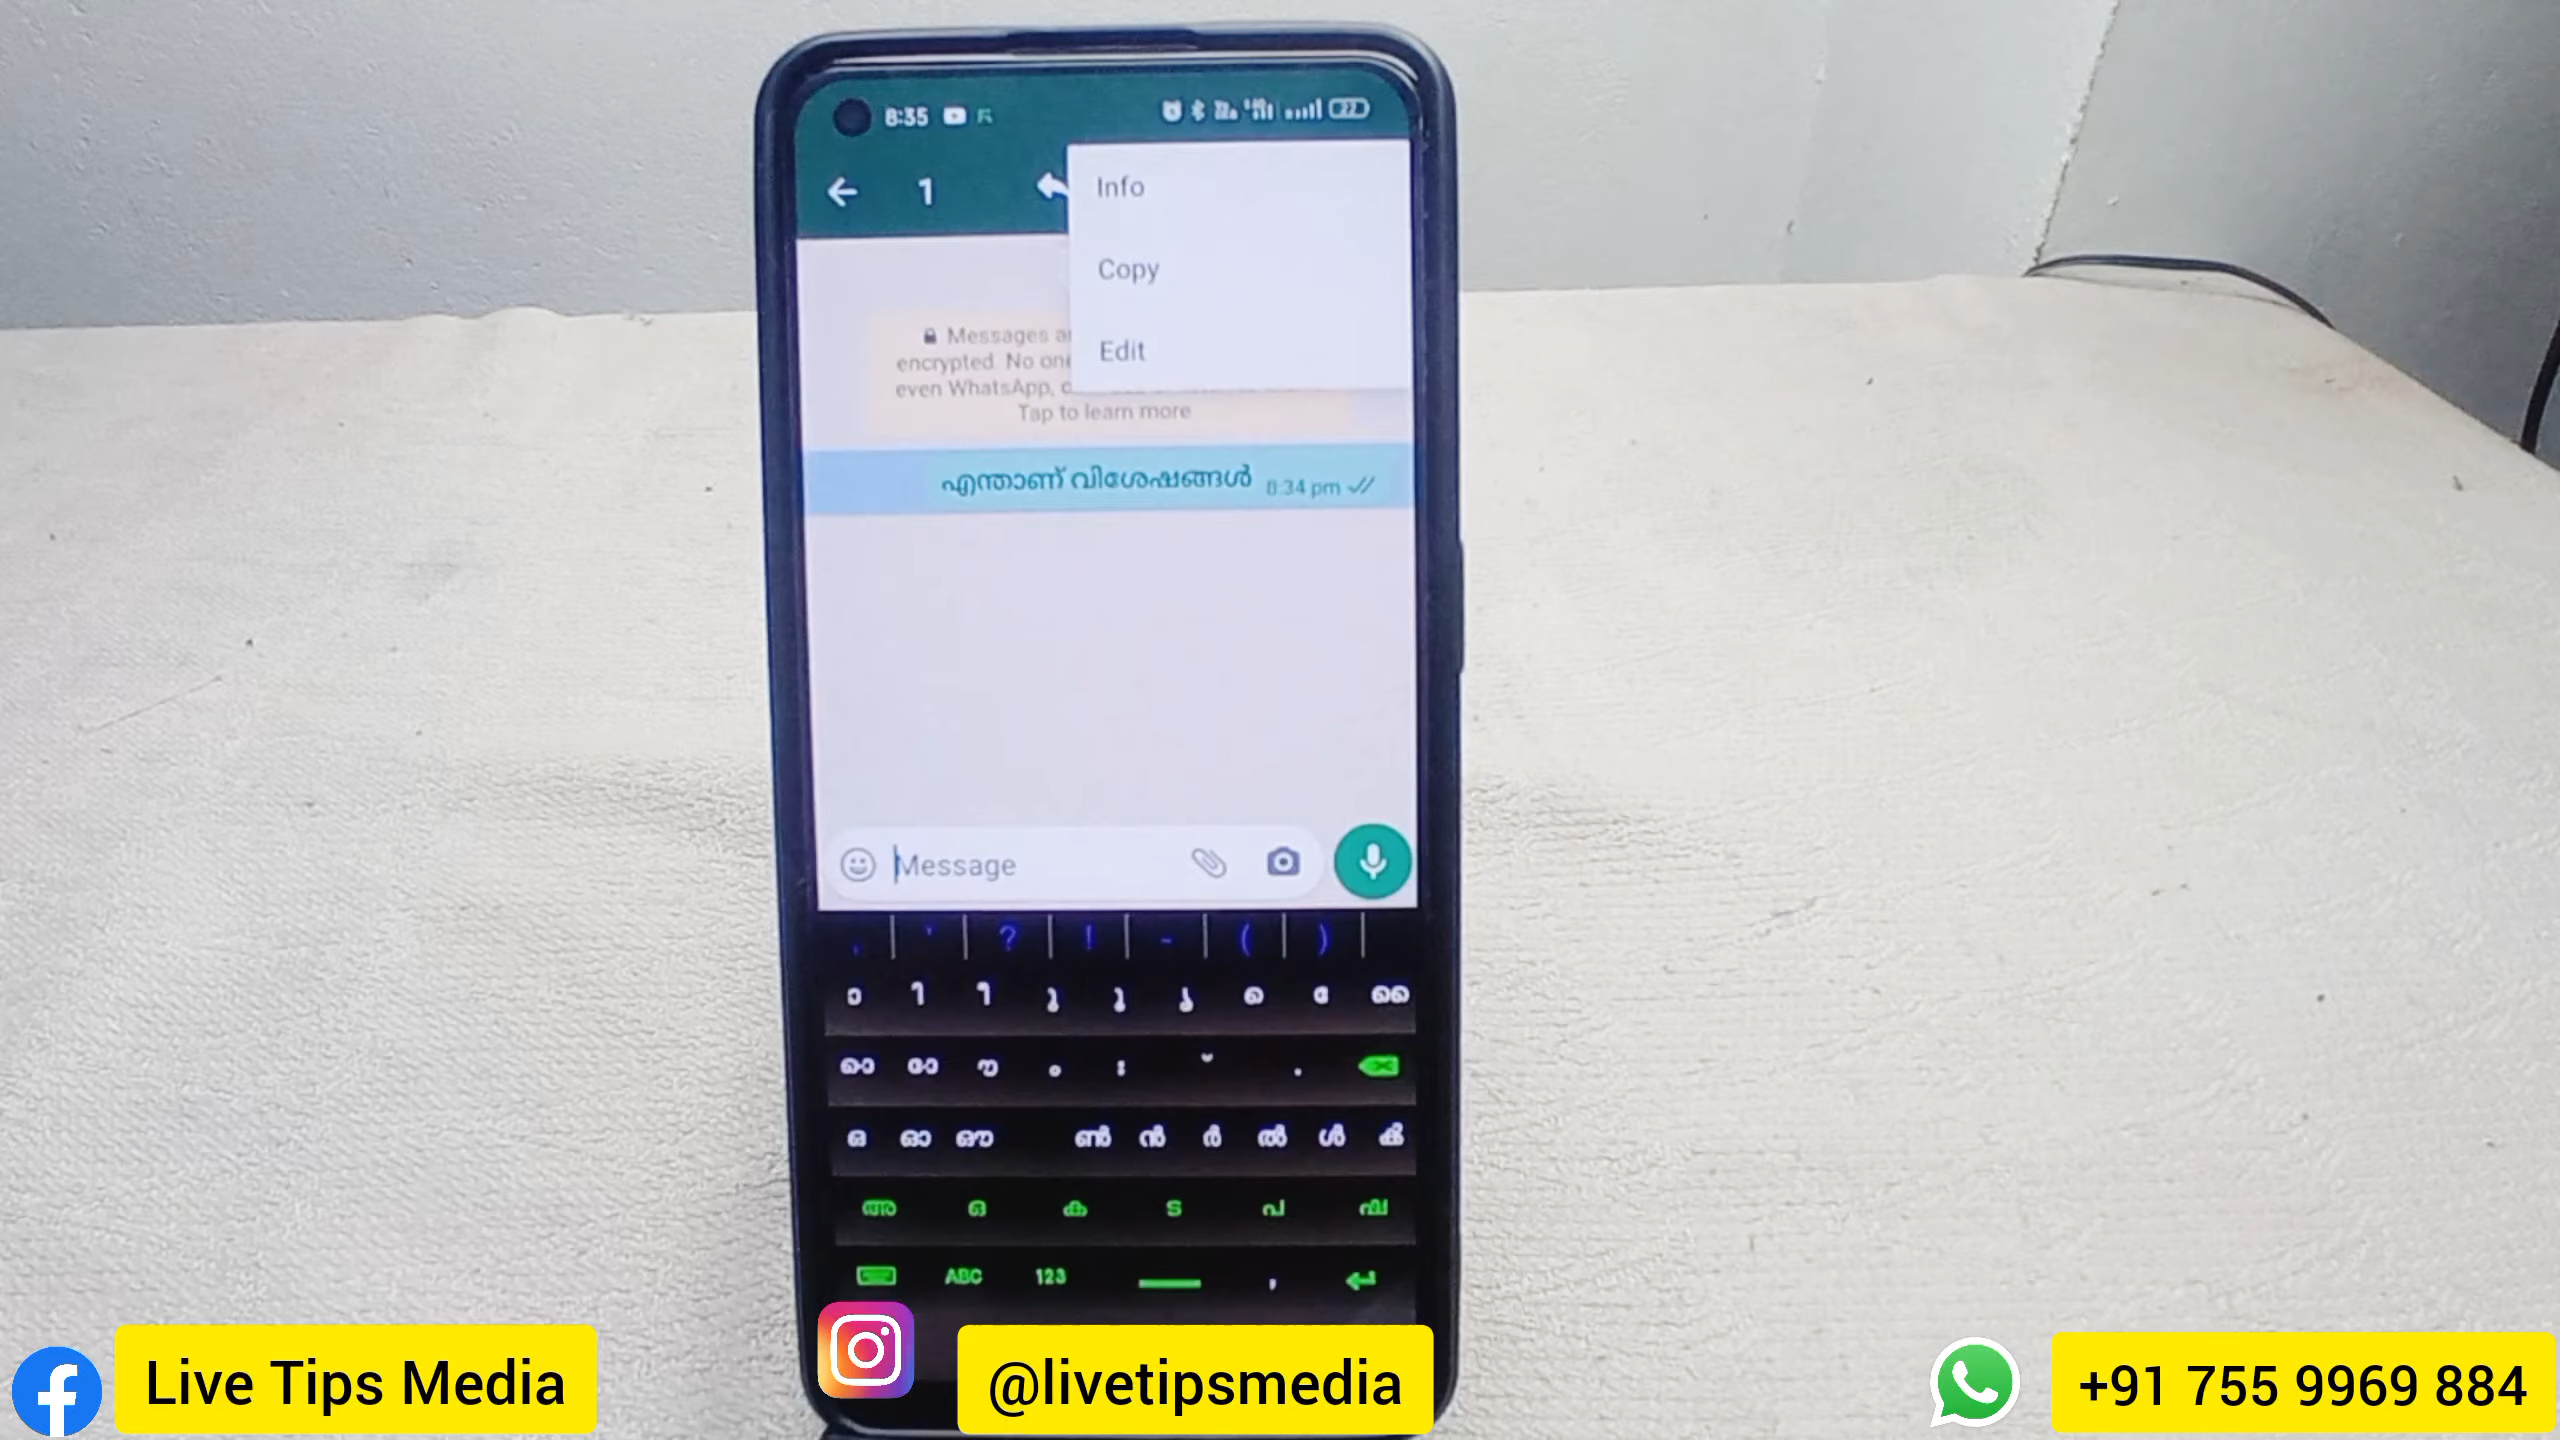 8:35
22
1
Info
Copy
Edit
Messages
encrypted. No one
even WhatsApp,
Tap to learn more
എന്താണ് വിശേഷങ്ങൾ 8:34 pm
Message
, ' ? ! - ( )
ാ ി ീ ു ൂ ൃ െ േ ൈ
ൊ ോ ൗ ം ഃ ് .
ഒ ഓ ഔ ൺ ൻ ർ ൽ ൾ
അ ഒ ക ട പ
ABC 123 ,
Live Tips Media
@livetipsmedia
+91 755 9969 884